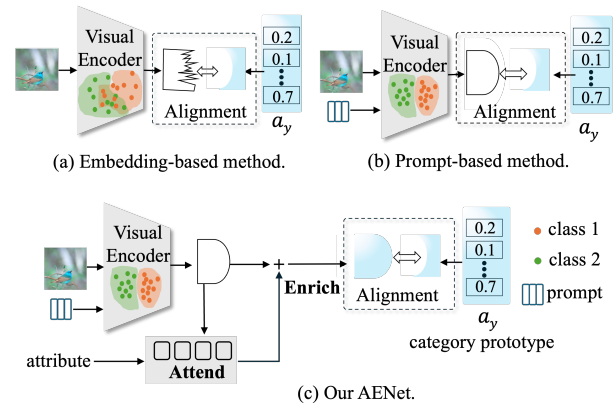 Visual
Encoder
Alignment
0.2
0.1
0.7
a_y
(a) Embedding-based method.
Visual
Encoder
Alignment
0.2
0.1
0.7
a_y
(b) Prompt-based method.
Visual
Encoder
attribute
Attend
+
Enrich
Alignment
0.2
0.1
0.7
a_y
category prototype
class 1
class 2
prompt
(c) Our AENet.